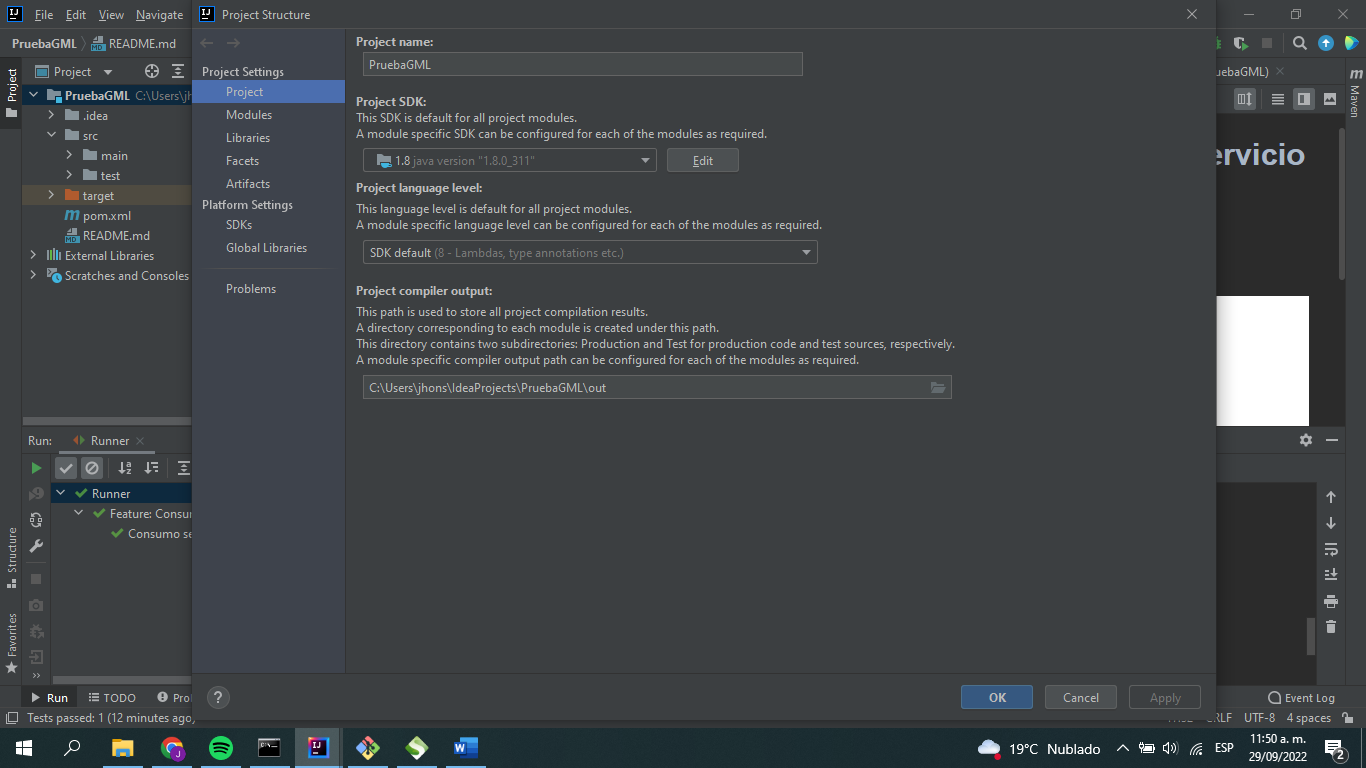 File Edit View Navigate
Project Structure
PruebaGML README.md
Project
PruebaGML C:\Users\jh
.idea
src
main
test
target
pom.xml
README.md
External Libraries
Scratches and Consoles
Project
Structure
Favorites
Project Settings
Project
Modules
Libraries
Facets
Artifacts
Platform Settings
SDKs
Global Libraries
Problems
Project name:
PruebaGML
Project SDK:
This SDK is default for all project modules.
A module specific SDK can be configured for each of the modules as required.
1.8 java version "1.8.0_311"
Edit
Project language level:
This language level is default for all project modules.
A module specific language level can be configured for each of the modules as required.
SDK default (8 - Lambdas, type annotations etc.)
Project compiler output:
This path is used to store all project compilation results.
A directory corresponding to each module is created under this path.
This directory contains two subdirectories: Production and Test for production code and test sources, respectively.
A module specific compiler output path can be configured for each of the modules as required.
C:\Users\jhons\IdeaProjects\PruebaGML\out
OK Cancel Apply
uebaGML)
Maven
ervicio
Run: Runner
Runner
Feature: Consu
Consumo se
Run TODO Pro
Event Log
Tests passed: 1 (12 minutes ago)
CRLF UTF-8 4 spaces
19°C Nublado
ESP
11:50 a. m.
29/09/2022
2